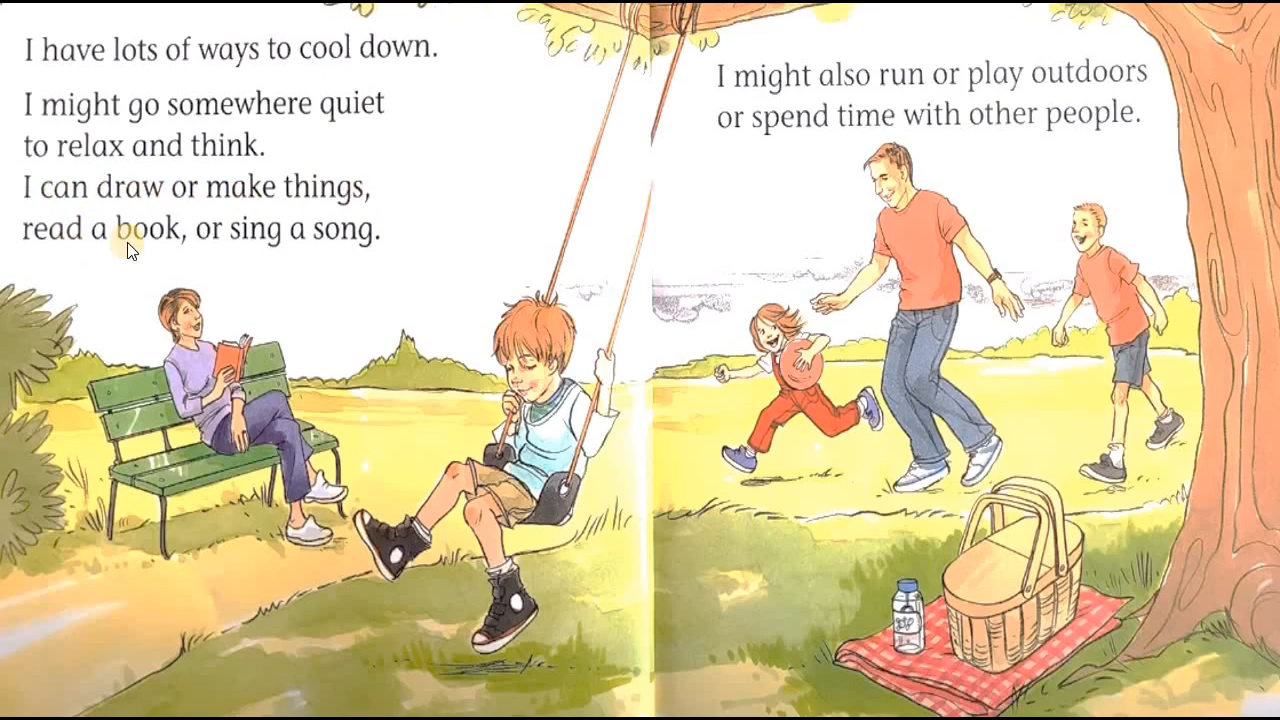 I have lots of ways to cool down.
I might go somewhere quiet
to relax and think.
I can draw or make things,
read a book, or sing a song.
I might also run or play outdoors
or spend time with other people.